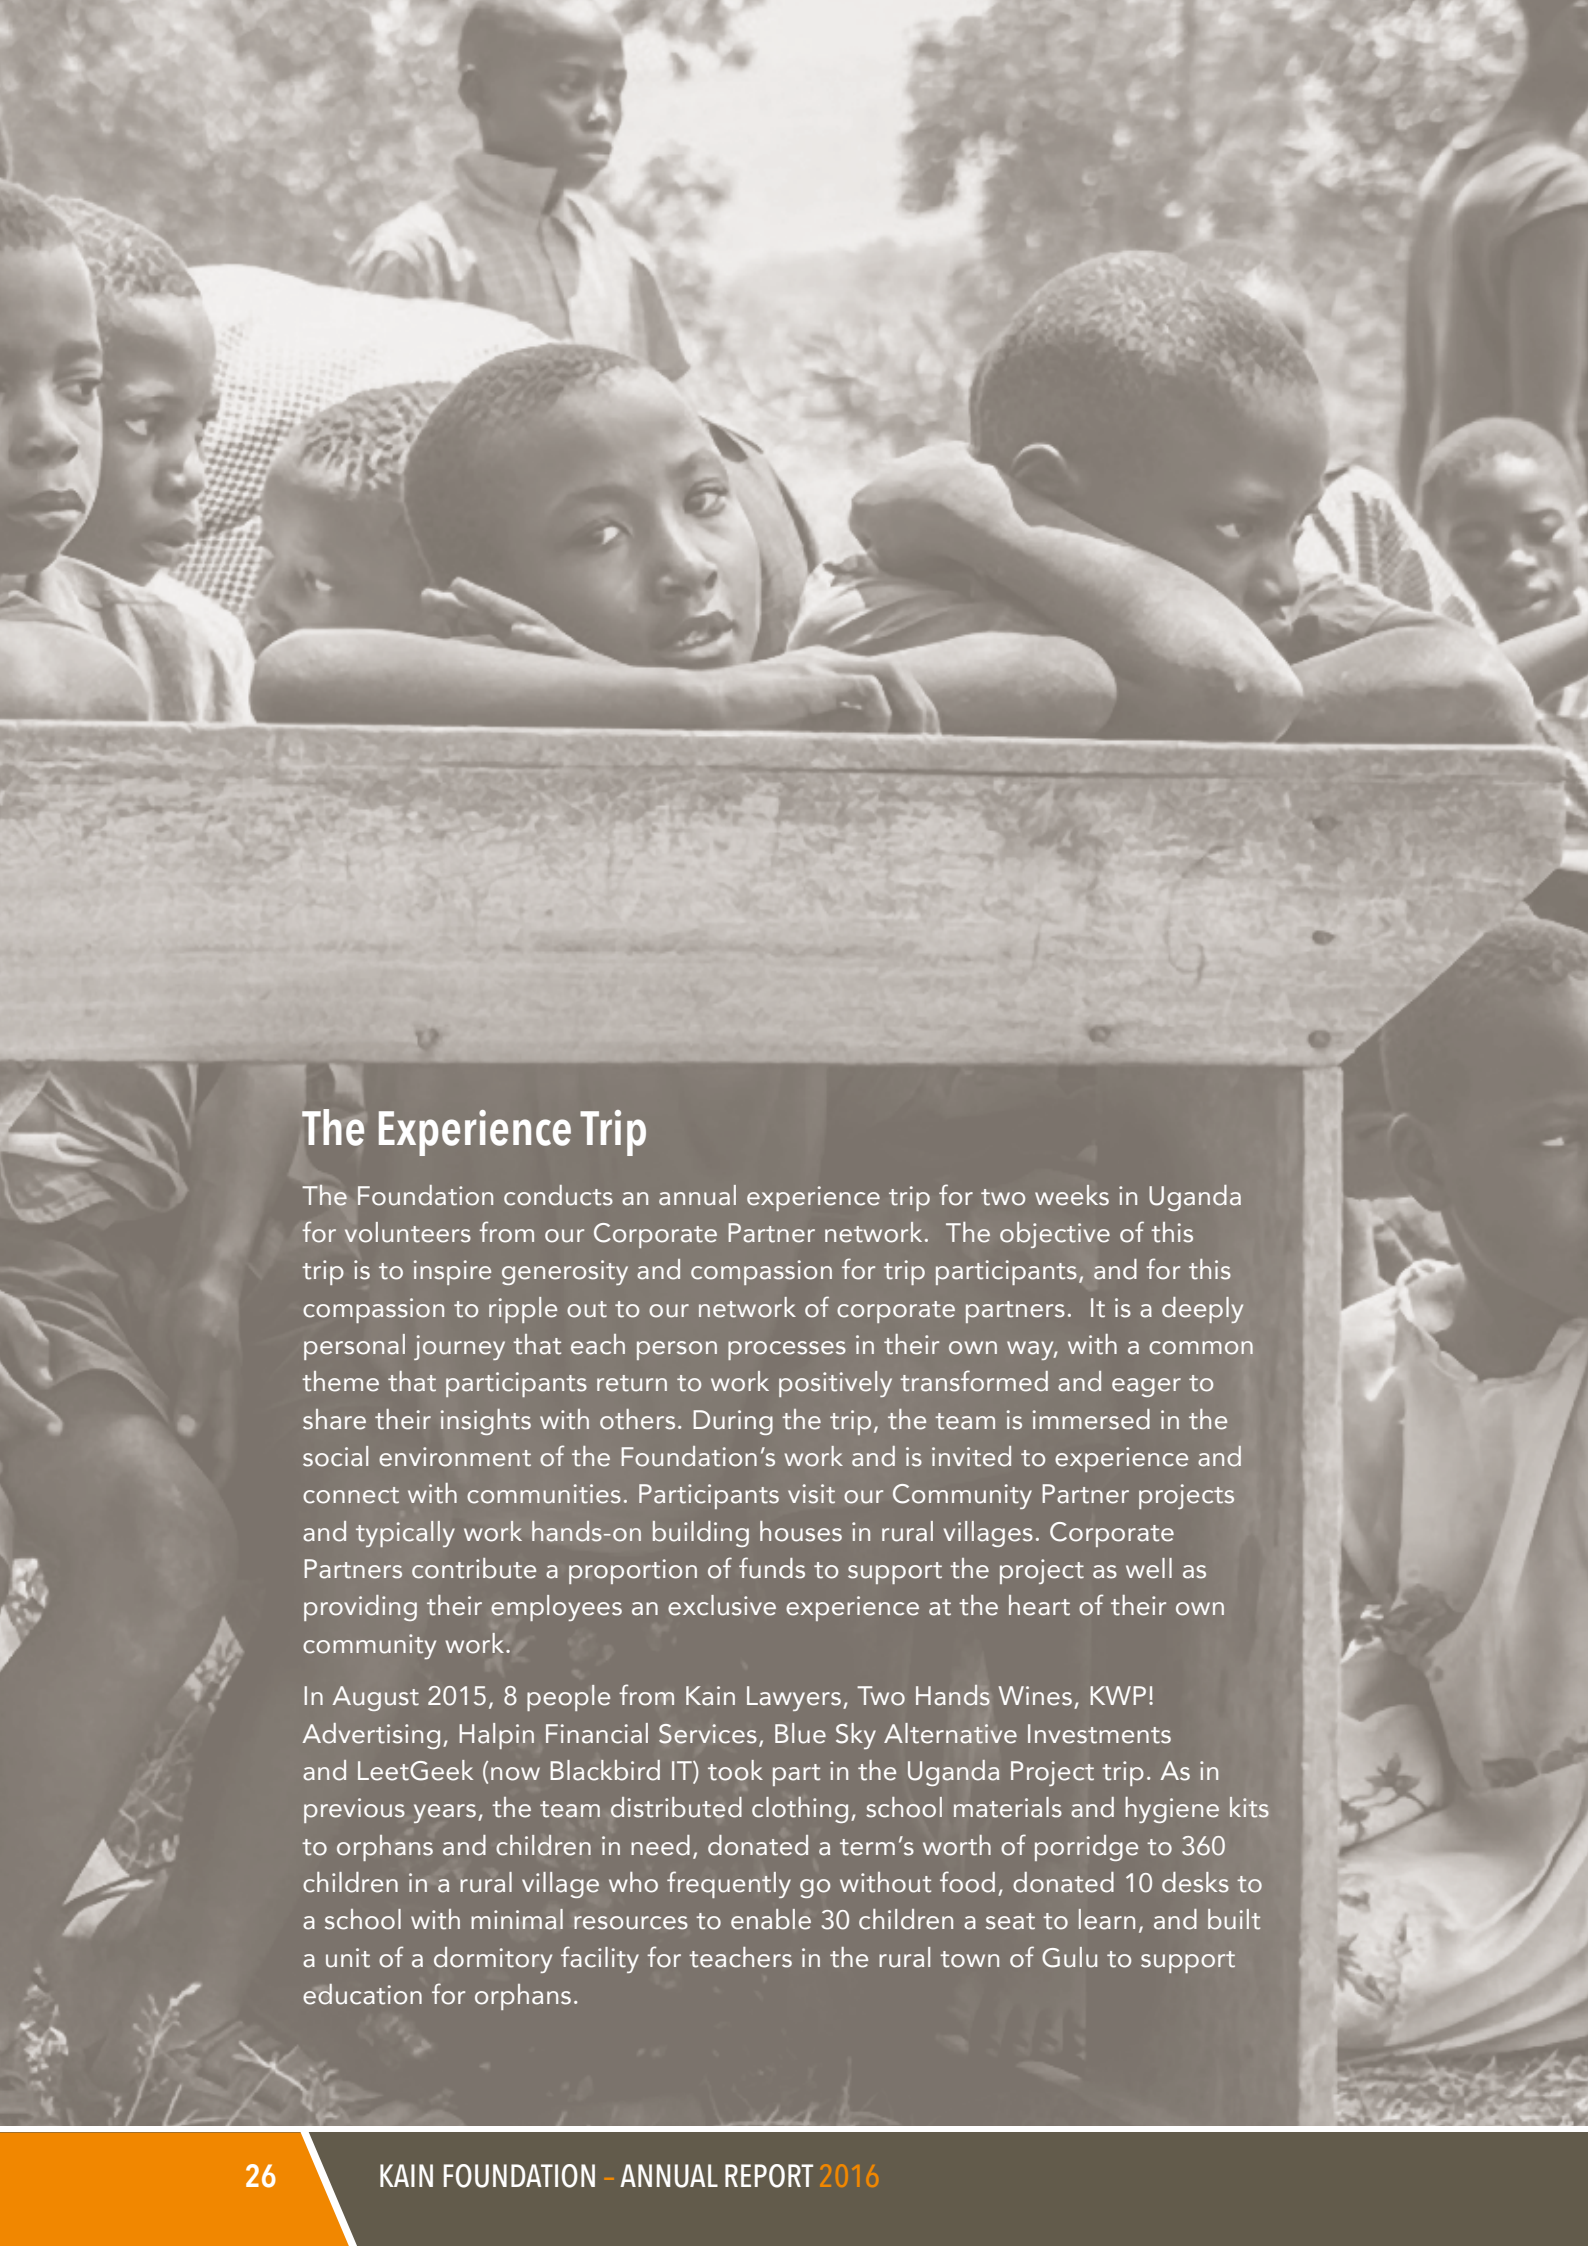 The Experience Trip
The Foundation conducts an annual experience trip for two weeks in Uganda
for volunteers from our Corporate Partner network.  The objective of this
trip is to inspire generosity and compassion for trip participants, and for this
compassion to ripple out to our network of corporate partners.  It is a deeply
personal journey that each person processes in their own way, with a common
theme that participants return to work positively transformed and eager to
share their insights with others. During the trip, the team is immersed in the
social environment of the Foundation’s work and is invited to experience and
connect with communities. Participants visit our Community Partner projects
and typically work hands-on building houses in rural villages. Corporate
Partners contribute a proportion of funds to support the project as well as
providing their employees an exclusive experience at the heart of their own
community work.
In August 2015, 8 people from Kain Lawyers, Two Hands Wines, KWP!
Advertising, Halpin Financial Services, Blue Sky Alternative Investments
and LeetGeek (now Blackbird IT) took part in the Uganda Project trip. As in
previous years, the team distributed clothing, school materials and hygiene kits
to orphans and children in need, donated a term’s worth of porridge to 360
children in a rural village who frequently go without food, donated 10 desks to
a school with minimal resources to enable 30 children a seat to learn, and built
a unit of a dormitory facility for teachers in the rural town of Gulu to support
education for orphans.
26 KAIN FOUNDATION – ANNUAL REPORT 2016